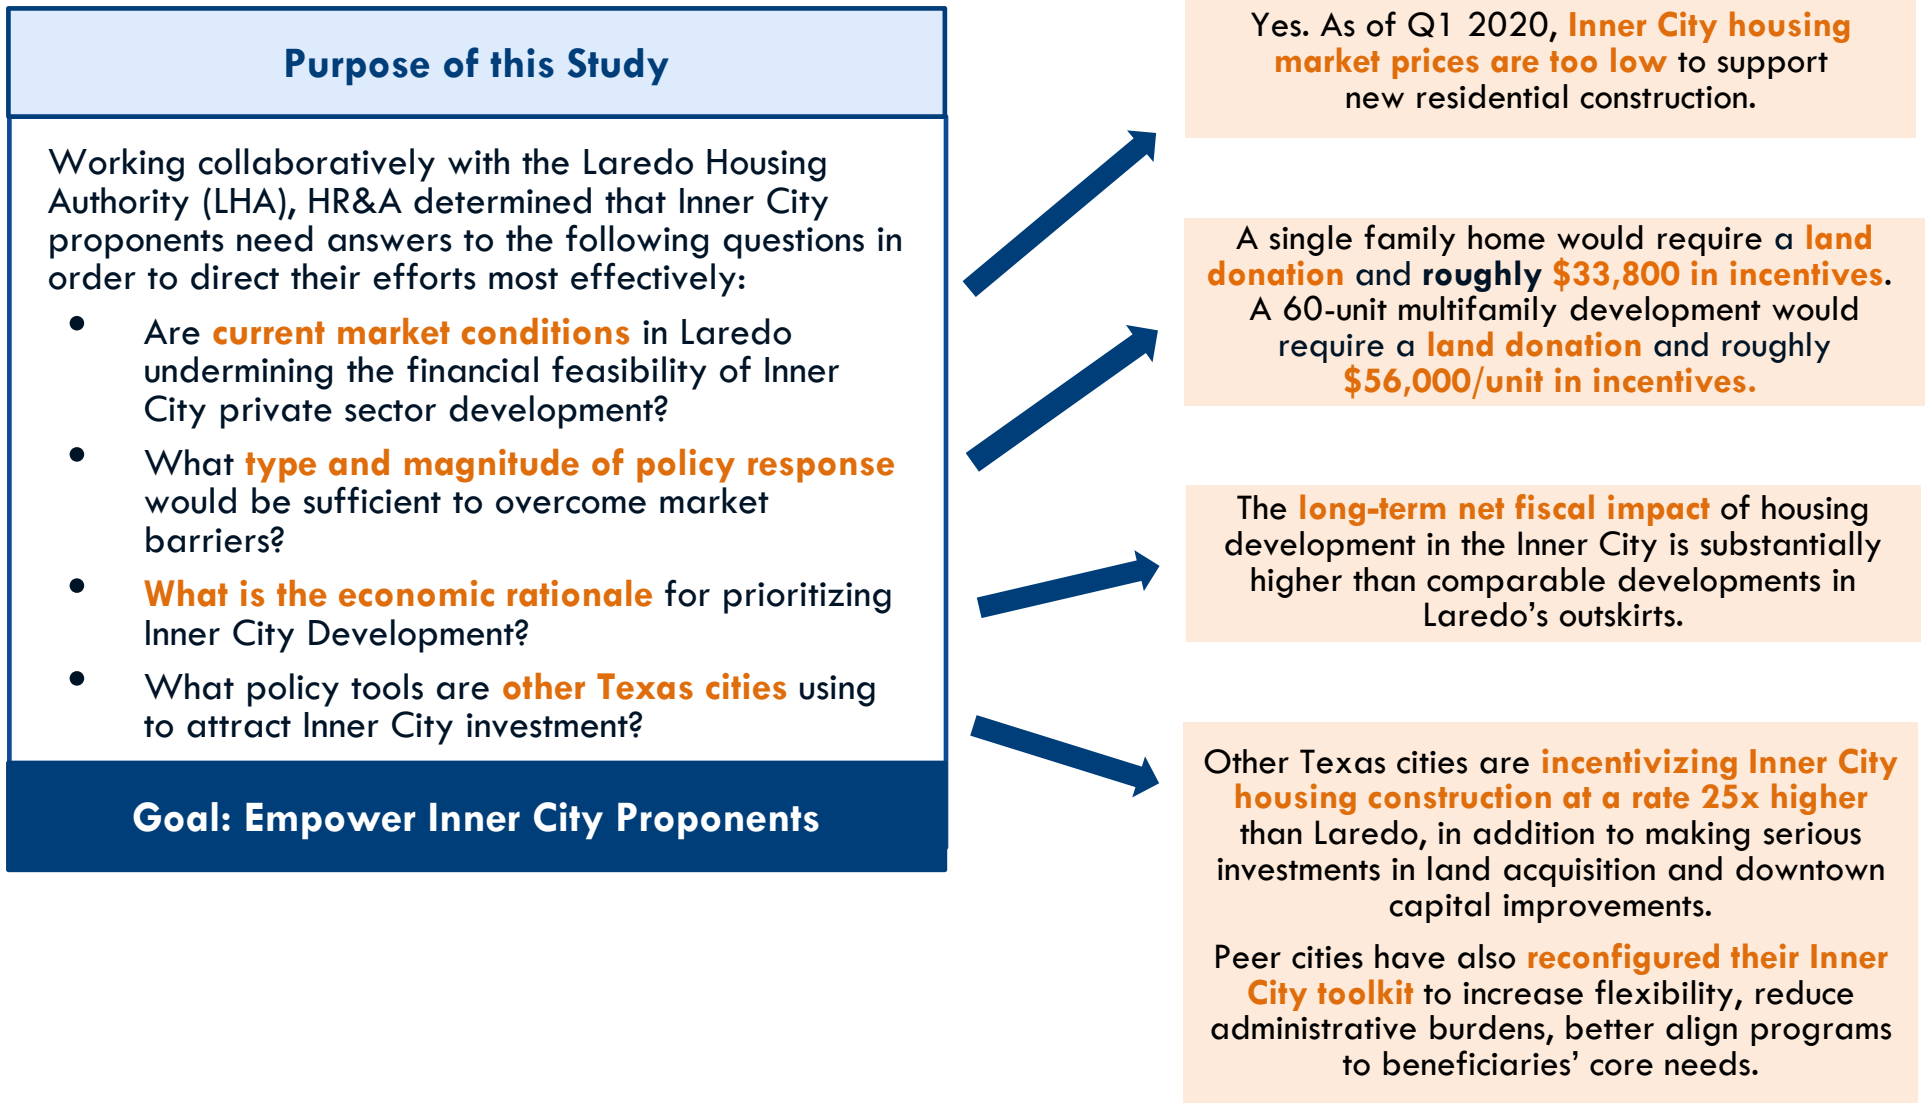 Purpose of this Study
Working collaboratively with the Laredo Housing
Authority (LHA), HR&A determined that Inner City
proponents need answers to the following questions in
order to direct their efforts most effectively:
• Are current market conditions in Laredo
undermining the financial feasibility of Inner
City private sector development?
• What type and magnitude of policy response
would be sufficient to overcome market
barriers?
• What is the economic rationale for prioritizing
Inner City Development?
• What policy tools are other Texas cities using
to attract Inner City investment?
Goal: Empower Inner City Proponents
Yes. As of Q1 2020, Inner City housing
market prices are too low to support
new residential construction.
A single family home would require a land
donation and roughly $33,800 in incentives.
A 60-unit multifamily development would
require a land donation and roughly
$56,000/unit in incentives.
The long-term net fiscal impact of housing
development in the Inner City is substantially
higher than comparable developments in
Laredo’s outskirts.
Other Texas cities are incentivizing Inner City
housing construction at a rate 25x higher
than Laredo, in addition to making serious
investments in land acquisition and downtown
capital improvements.
Peer cities have also reconfigured their Inner
City toolkit to increase flexibility, reduce
administrative burdens, better align programs
to beneficiaries’ core needs.